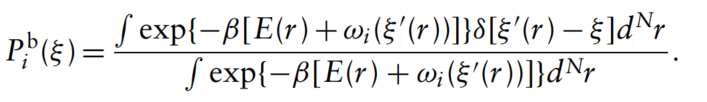 P_i^b(ξ) = ∫ exp{−β[E(r) + ω_i(ξ′(r))]}δ[ξ′(r) − ξ]d^N r / ∫ exp{−β[E(r) + ω_i(ξ′(r))]}d^N r .